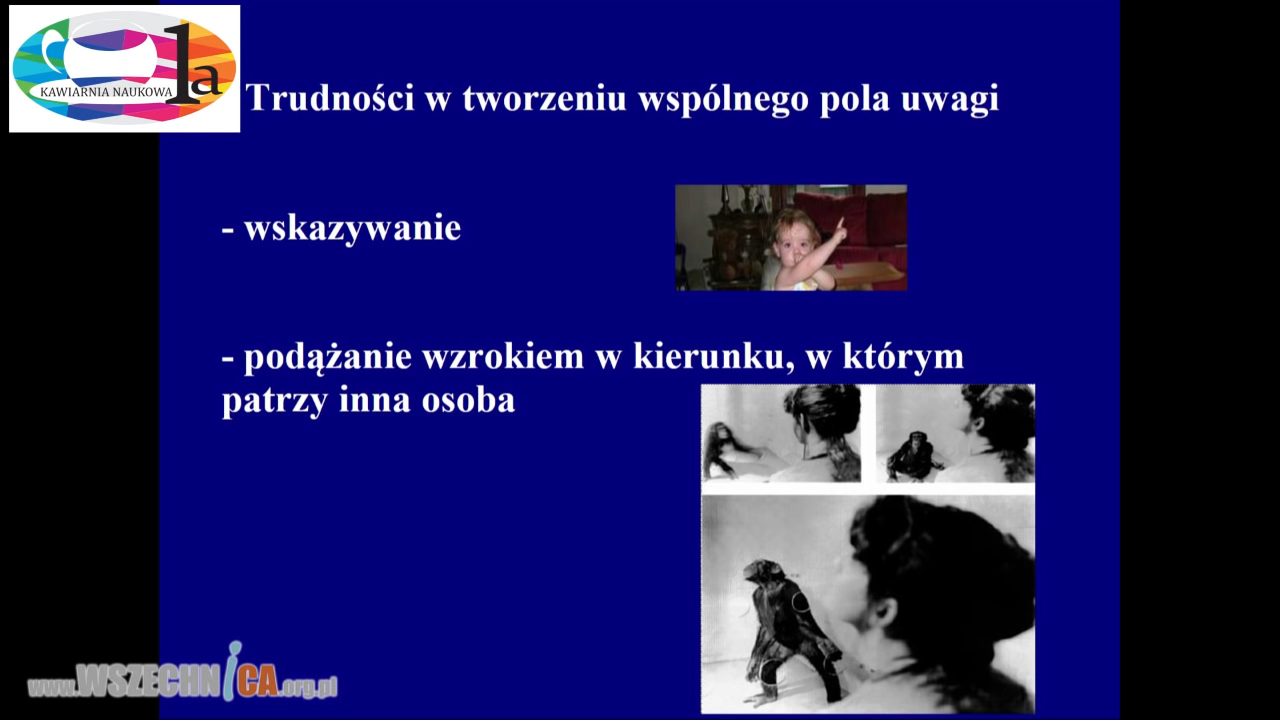 1a
KAWIARNIA NAUKOWA
Trudności w tworzeniu wspólnego pola uwagi
- wskazywanie
- podążanie wzrokiem w kierunku, w którym
patrzy inna osoba
www.WSZECHNICA.org.pl